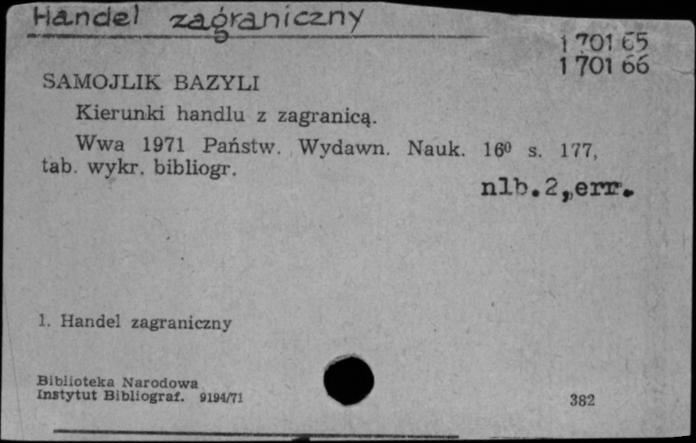 Handel zagraniczny
1 701 65
1 701 66
SAMOJLIK BAZYLI
Kierunki handlu z zagranicą.
Wwa 1971 Państw. Wydawn. Nauk. 16⁰ s. 177,
tab. wykr. bibliogr.
nlb.2,err.
1. Handel zagraniczny
Biblioteka Narodowa
Instytut Bibliograf. 9194/71
382